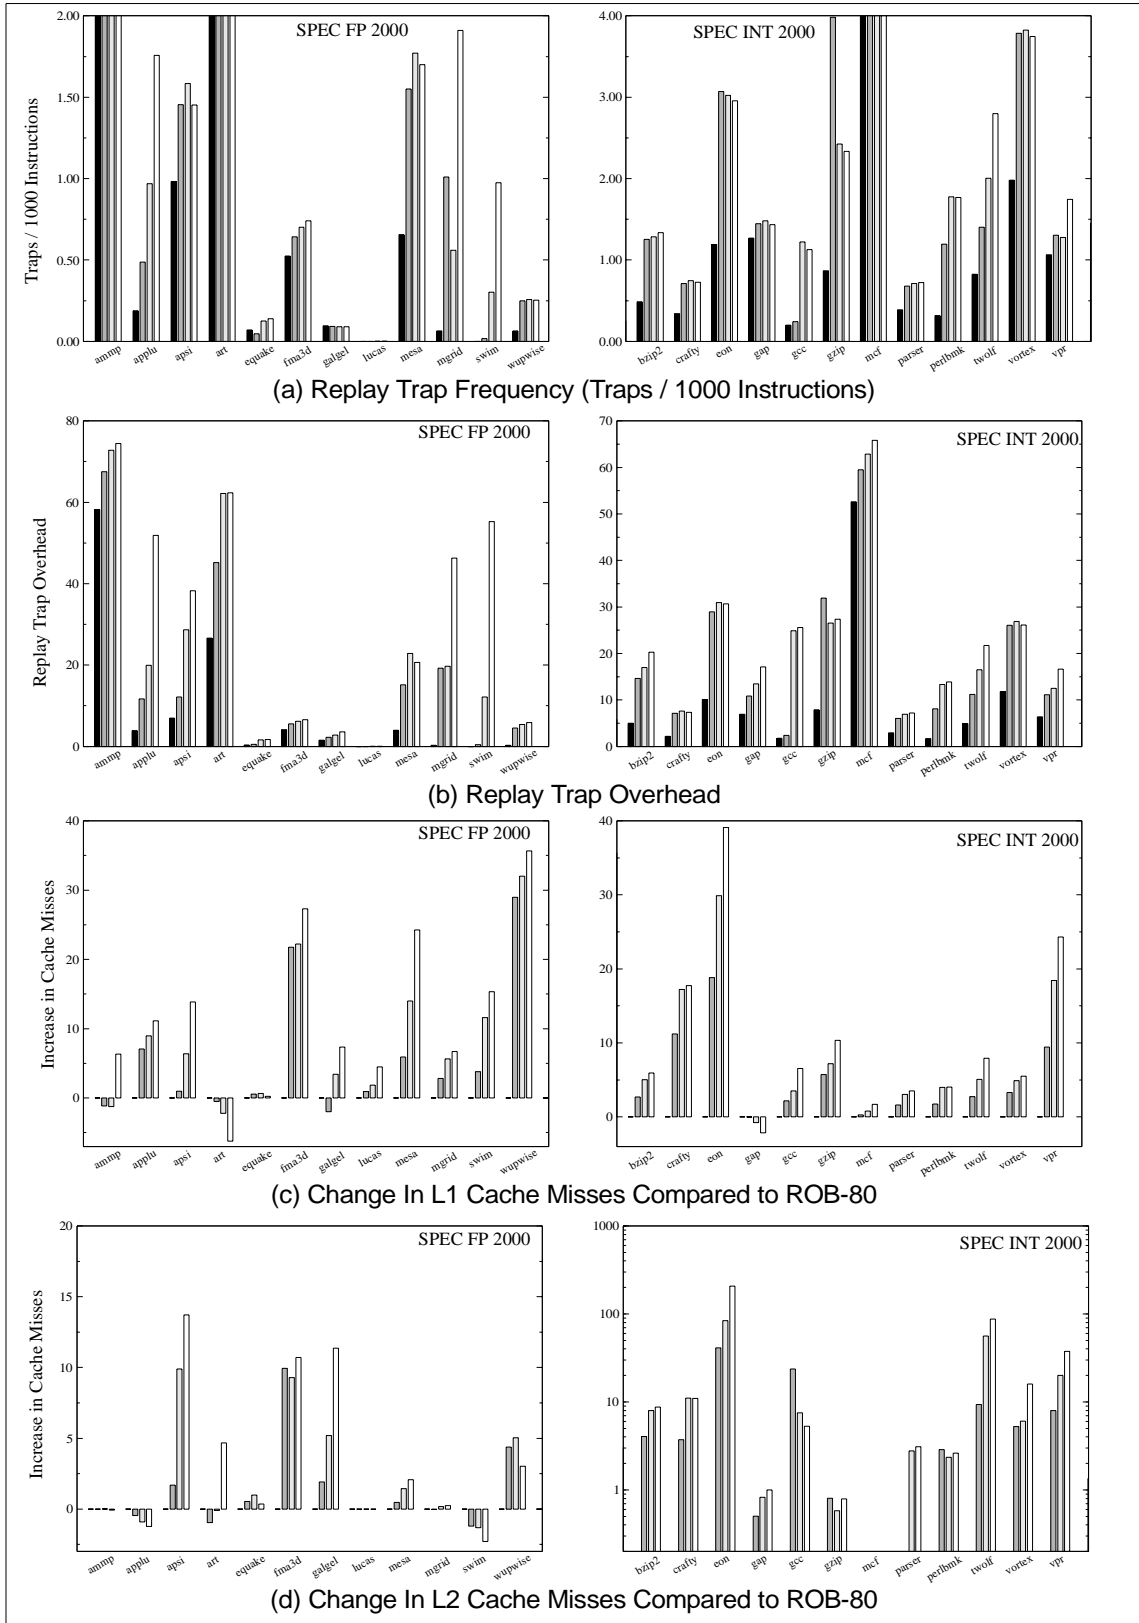 SPEC FP 2000
SPEC INT 2000
2.00
1.50
1.00
0.50
0.00
Traps / 1000 Instructions
4.00
3.00
2.00
1.00
0.00
ammp applu apsi art equake fma3d galgel lucas mesa mgrid swim wupwise
bzip2 crafty eon gap gcc gzip mcf parser perlbmk twolf vortex vpr
(a) Replay Trap Frequency (Traps / 1000 Instructions)
SPEC FP 2000
SPEC INT 2000
80
60
40
20
0
Replay Trap Overhead
70
60
50
40
30
20
10
0
ammp applu apsi art equake fma3d galgel lucas mesa mgrid swim wupwise
bzip2 crafty eon gap gcc gzip mcf parser perlbmk twolf vortex vpr
(b) Replay Trap Overhead
SPEC FP 2000
SPEC INT 2000
40
30
20
10
0
Increase in Cache Misses
40
30
20
10
0
ammp applu apsi art equake fma3d galgel lucas mesa mgrid swim wupwise
bzip2 crafty eon gap gcc gzip mcf parser perlbmk twolf vortex vpr
(c) Change In L1 Cache Misses Compared to ROB-80
SPEC FP 2000
SPEC INT 2000
20
15
10
5
0
Increase in Cache Misses
1000
100
10
1
ammp applu apsi art equake fma3d galgel lucas mesa mgrid swim wupwise
bzip2 crafty eon gap gcc gzip mcf parser perlbmk twolf vortex vpr
(d) Change In L2 Cache Misses Compared to ROB-80